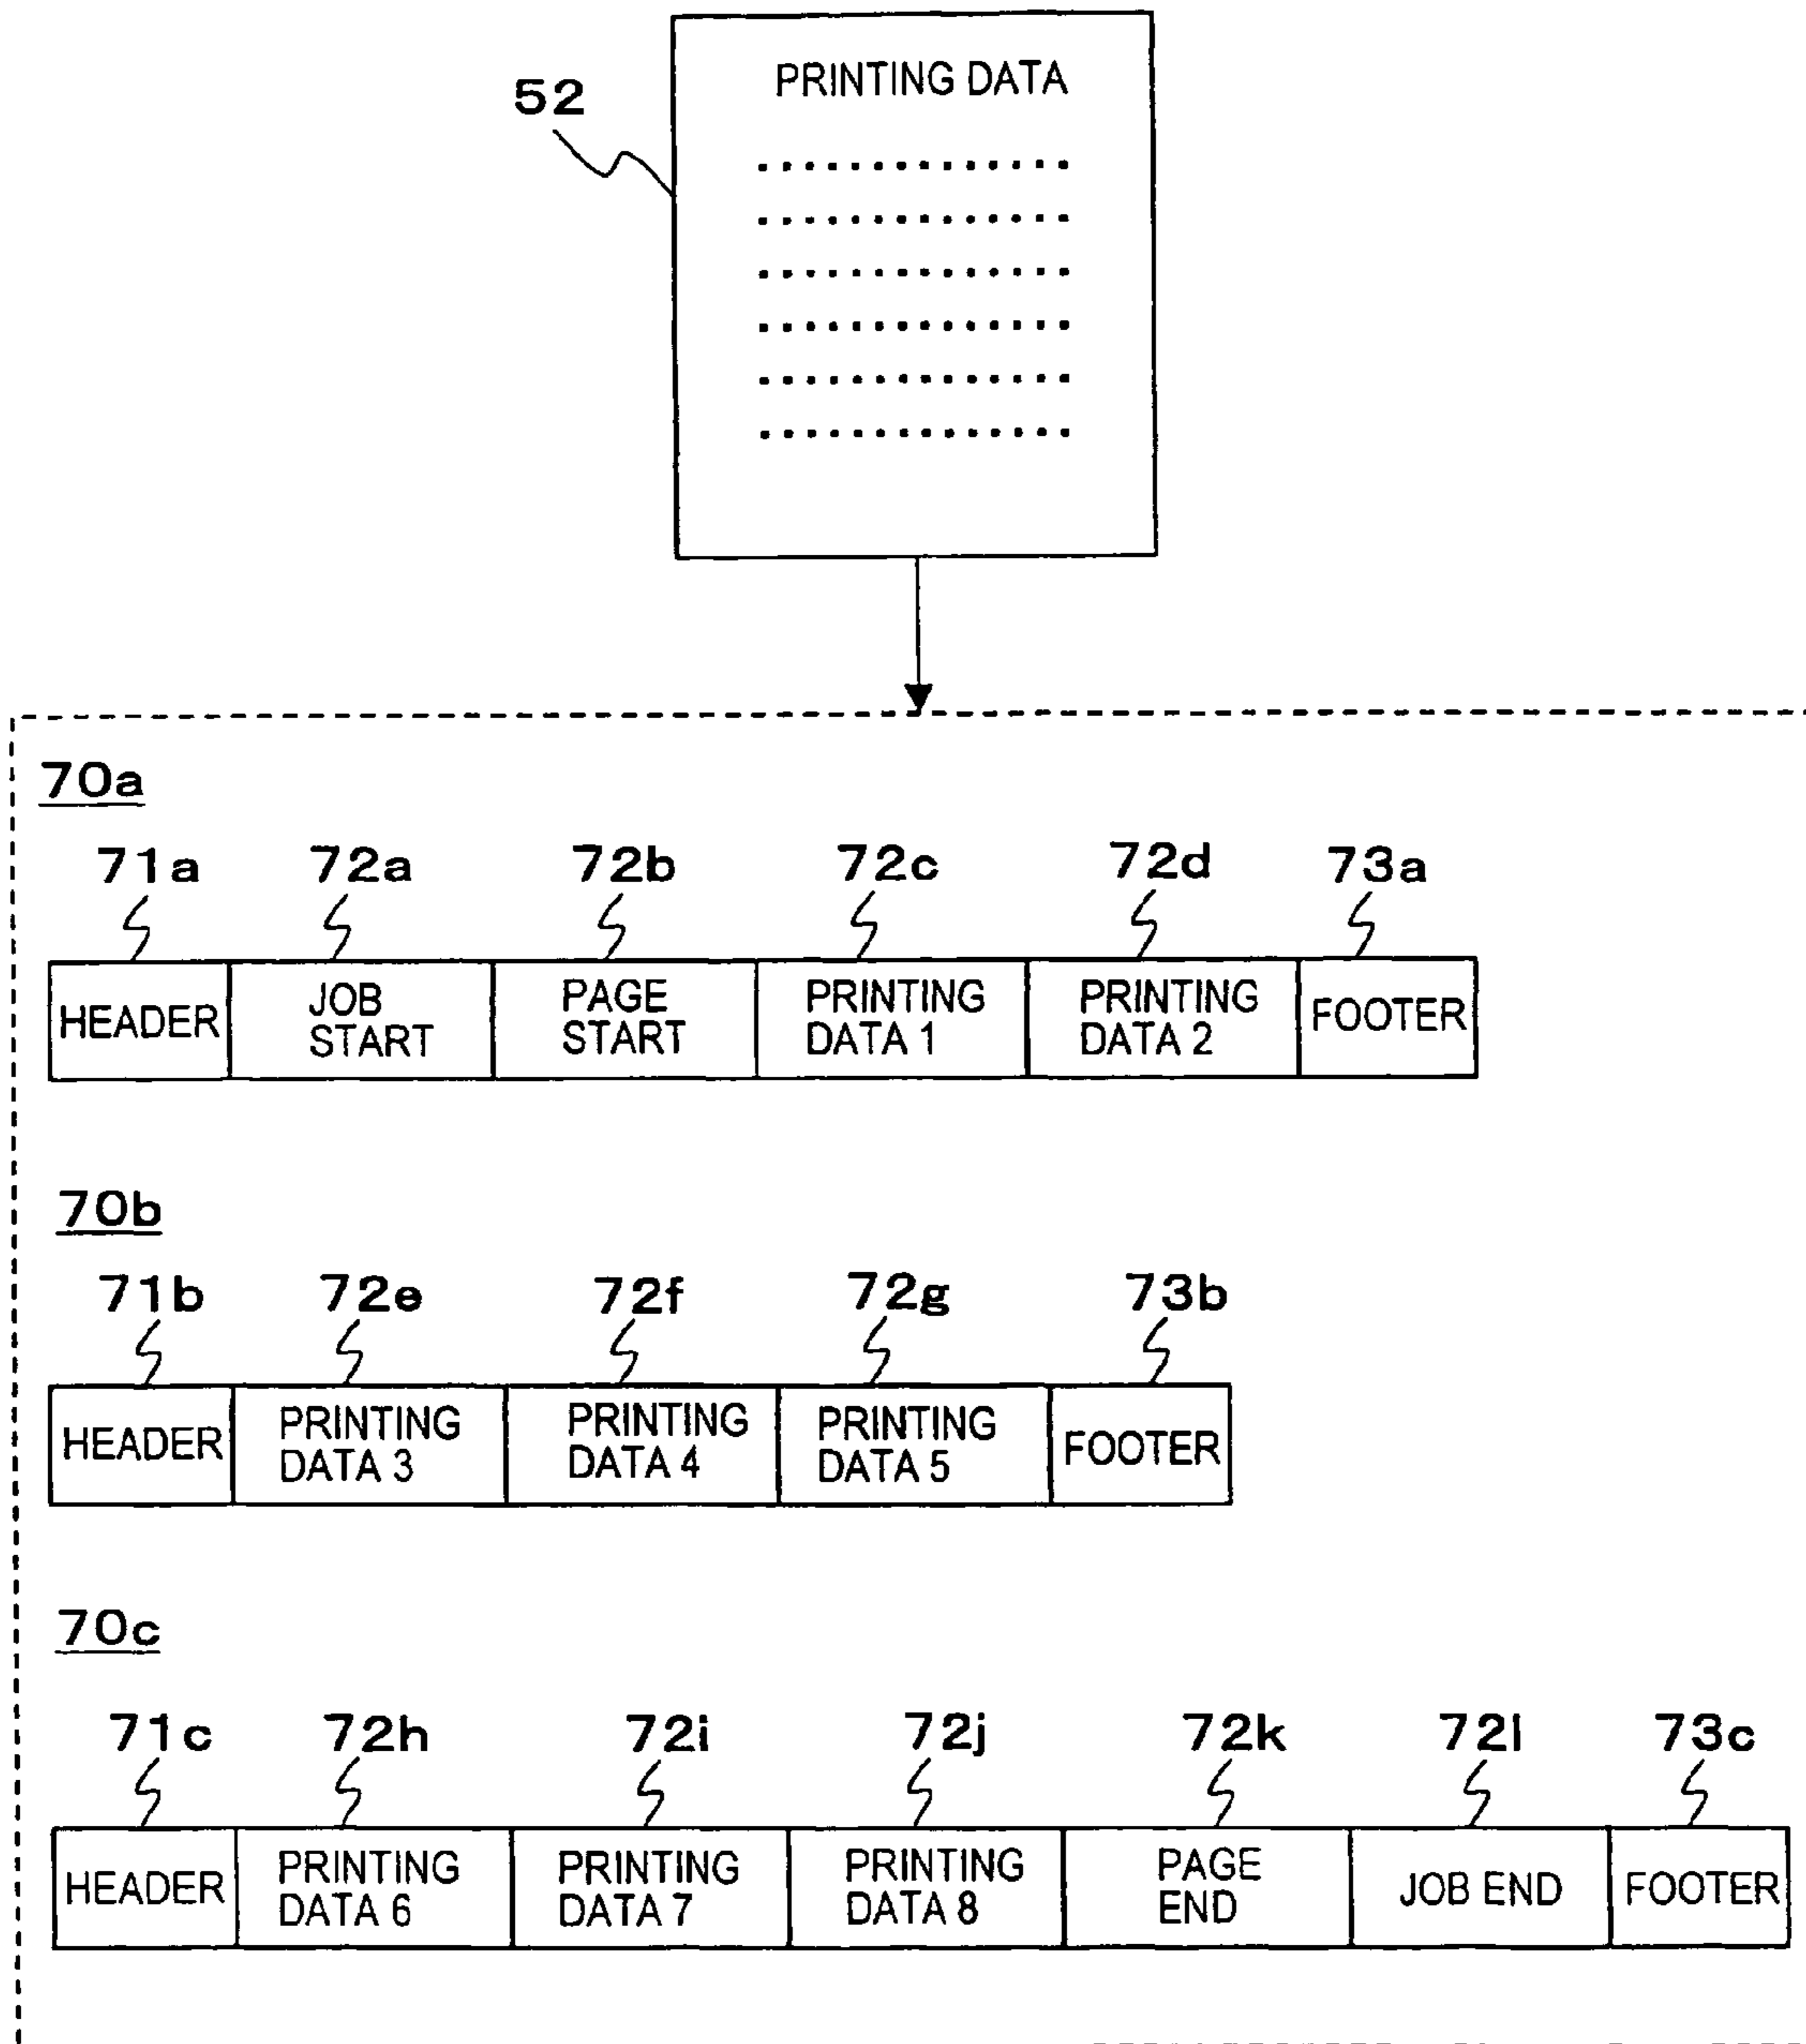 PRINTING DATA
52
70a
71a 72a 72b 72c 72d 73a
HEADER JOB START PAGE START PRINTING DATA 1 PRINTING DATA 2 FOOTER
70b
71b 72e 72f 72g 73b
HEADER PRINTING DATA 3 PRINTING DATA 4 PRINTING DATA 5 FOOTER
70c
71c 72h 72i 72j 72k 72l 73c
HEADER PRINTING DATA 6 PRINTING DATA 7 PRINTING DATA 8 PAGE END JOB END FOOTER